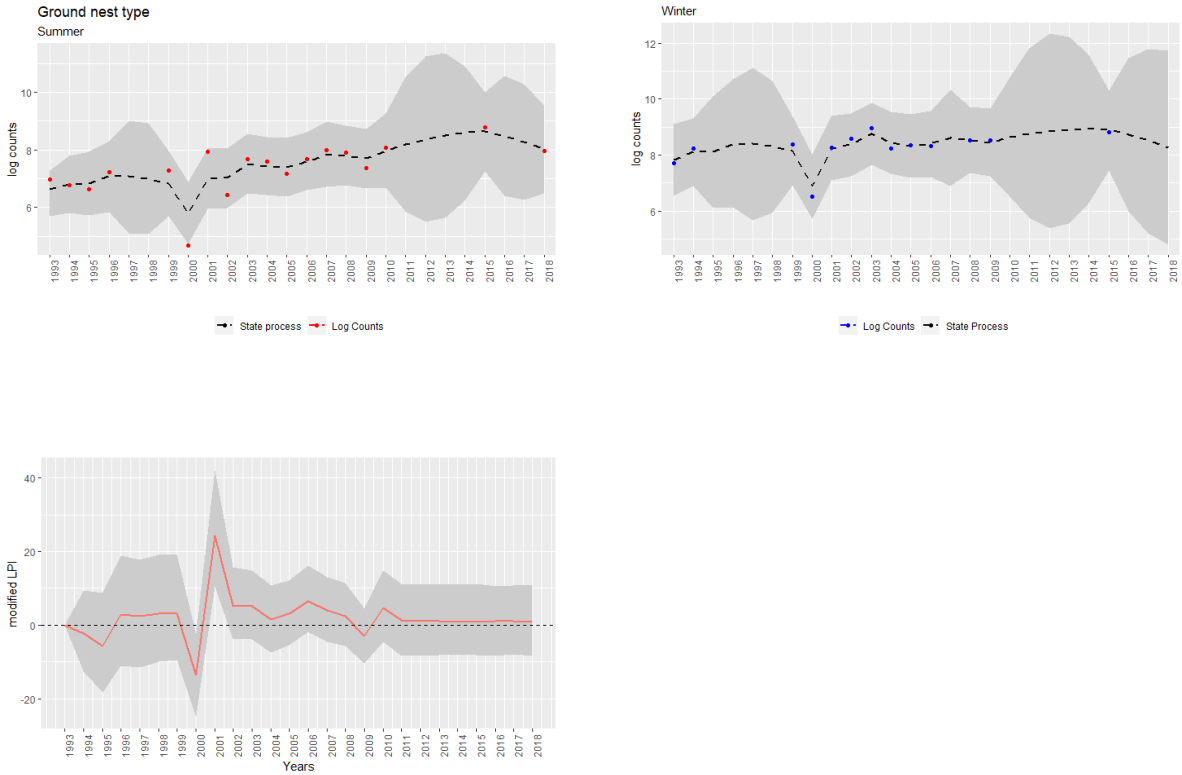 Ground nest type
Summer
log counts
10
8
6
1993 1994 1995 1996 1997 1998 1999 2000 2001 2002 2003 2004 2005 2006 2007 2008 2009 2010 2011 2012 2013 2014 2015 2016 2017 2018
State process Log Counts
Winter
log counts
12
10
8
6
1993 1994 1995 1996 1997 1998 1999 2000 2001 2002 2003 2004 2005 2006 2007 2008 2009 2010 2011 2012 2013 2014 2015 2016 2017 2018
Log Counts State Process
modified LPI
40
20
0
-20
1993 1994 1995 1996 1997 1998 1999 2000 2001 2002 2003 2004 2005 2006 2007 2008 2009 2010 2011 2012 2013 2014 2015 2016 2017 2018
Years